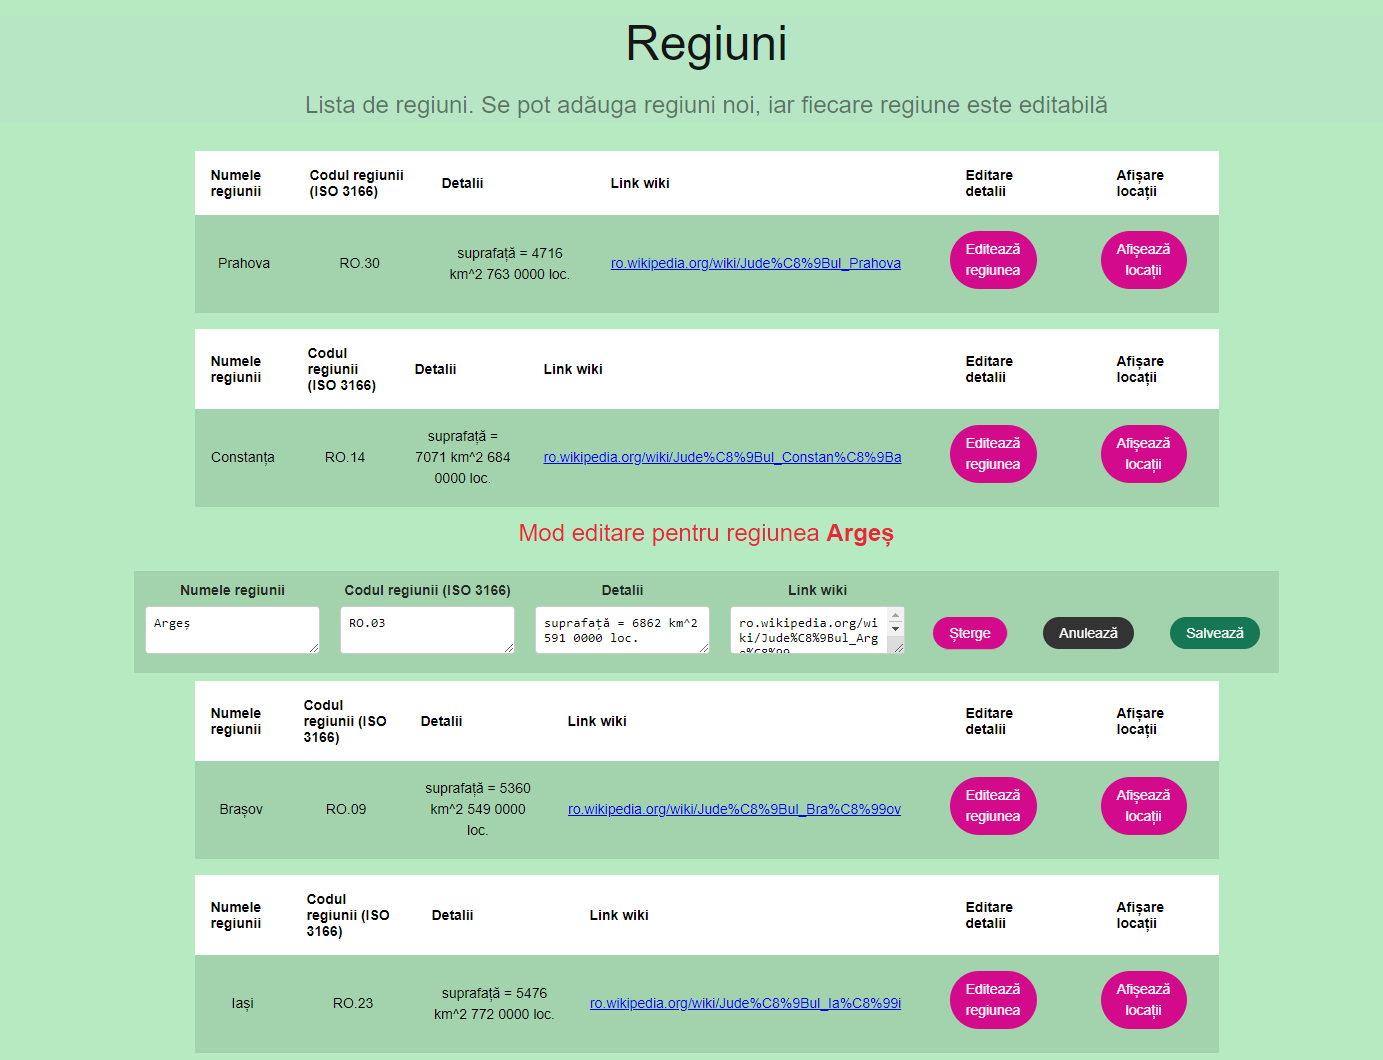 Regiuni
Lista de regiuni. Se pot adăuga regiuni noi, iar fiecare regiune este editabilă
Numele regiunii Codul regiunii (ISO 3166) Detalii Link wiki Editare detalii Afișare locații
Prahova RO.30 suprafață = 4716 km^2 763 0000 loc. ro.wikipedia.org/wiki/Jude%C8%9Bul_Prahova Editează regiunea Afișează locații
Numele regiunii Codul regiunii (ISO 3166) Detalii Link wiki Editare detalii Afișare locații
Constanța RO.14 suprafață = 7071 km^2 684 0000 loc. ro.wikipedia.org/wiki/Jude%C8%9Bul_Constan%C8%9Ba Editează regiunea Afișează locații
Mod editare pentru regiunea Argeș
Numele regiunii Codul regiunii (ISO 3166) Detalii Link wiki
Argeș RO.03 suprafață = 6862 km^2 591 0000 loc. ro.wikipedia.org/wiki/Jude%C8%9Bul_Arge%C8%99 Șterge Anulează Salvează
Numele regiunii Codul regiunii (ISO 3166) Detalii Link wiki Editare detalii Afișare locații
Brașov RO.09 suprafață = 5360 km^2 549 0000 loc. ro.wikipedia.org/wiki/Jude%C8%9Bul_Bra%C8%99ov Editează regiunea Afișează locații
Numele regiunii Codul regiunii (ISO 3166) Detalii Link wiki Editare detalii Afișare locații
Iași RO.23 suprafață = 5476 km^2 772 0000 loc. ro.wikipedia.org/wiki/Jude%C8%9Bul_Ia%C8%99i Editează regiunea Afișează locații